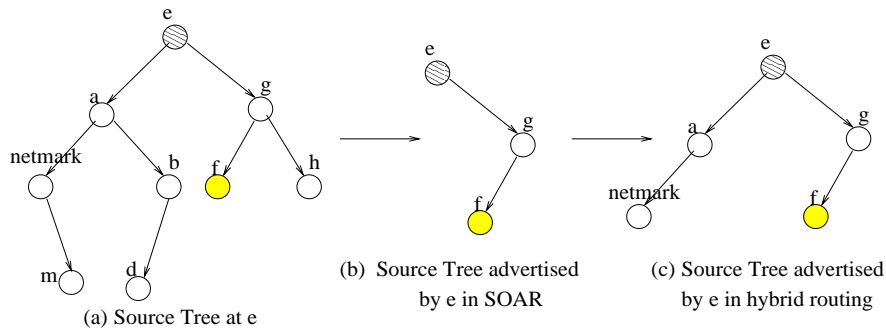 e
a
g
netmark
b
f
h
m
d
(a) Source Tree at e
e
g
f
(b) Source Tree advertised
by e in SOAR
e
a
g
netmark
f
(c) Source Tree advertised
by e in hybrid routing